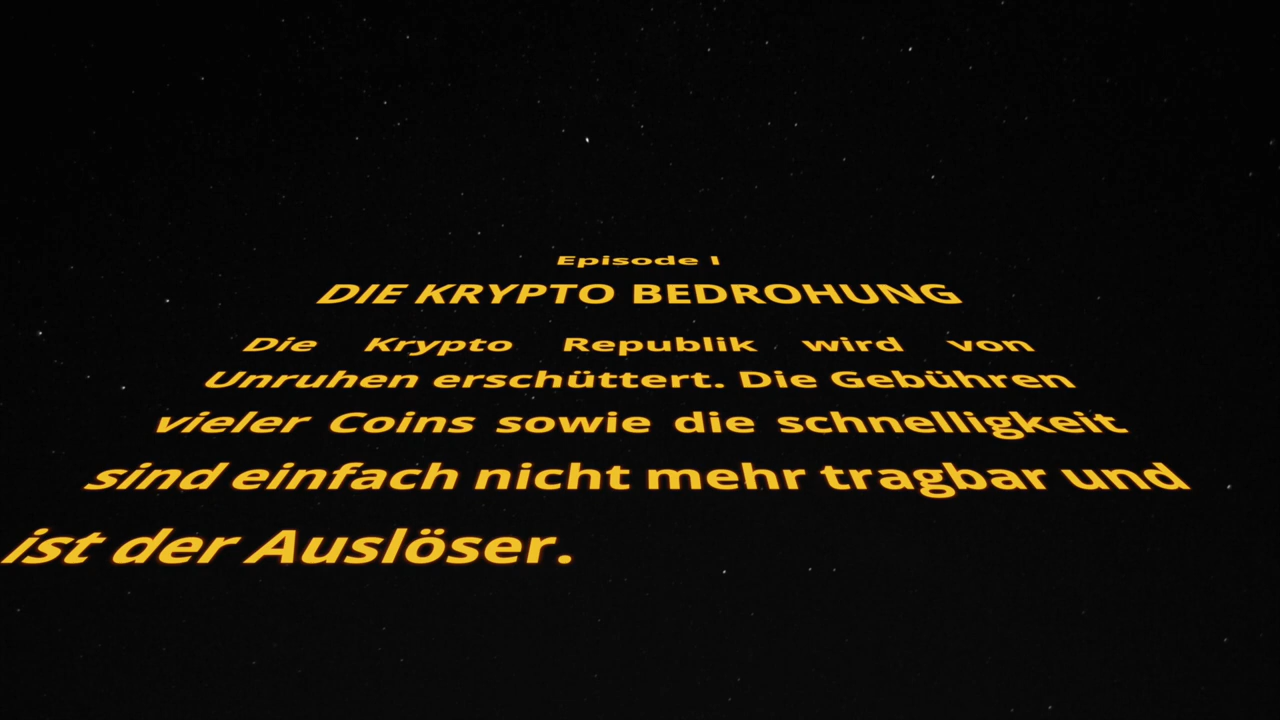 Episode I
DIE KRYPTO BEDROHUNG
Die Krypto Republik wird von
Unruhen erschüttert. Die Gebühren
vieler Coins sowie die schnelligkeit
sind einfach nicht mehr tragbar und
ist der Auslöser.